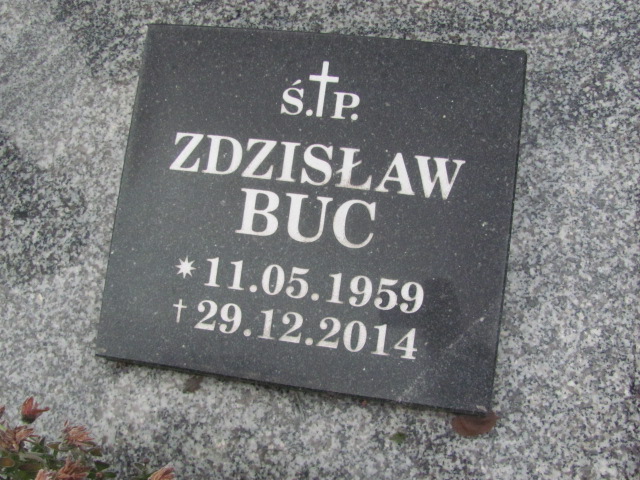 Ś.†P.
ZDZISŁAW
BUC
* 11.05.1959
† 29.12.2014